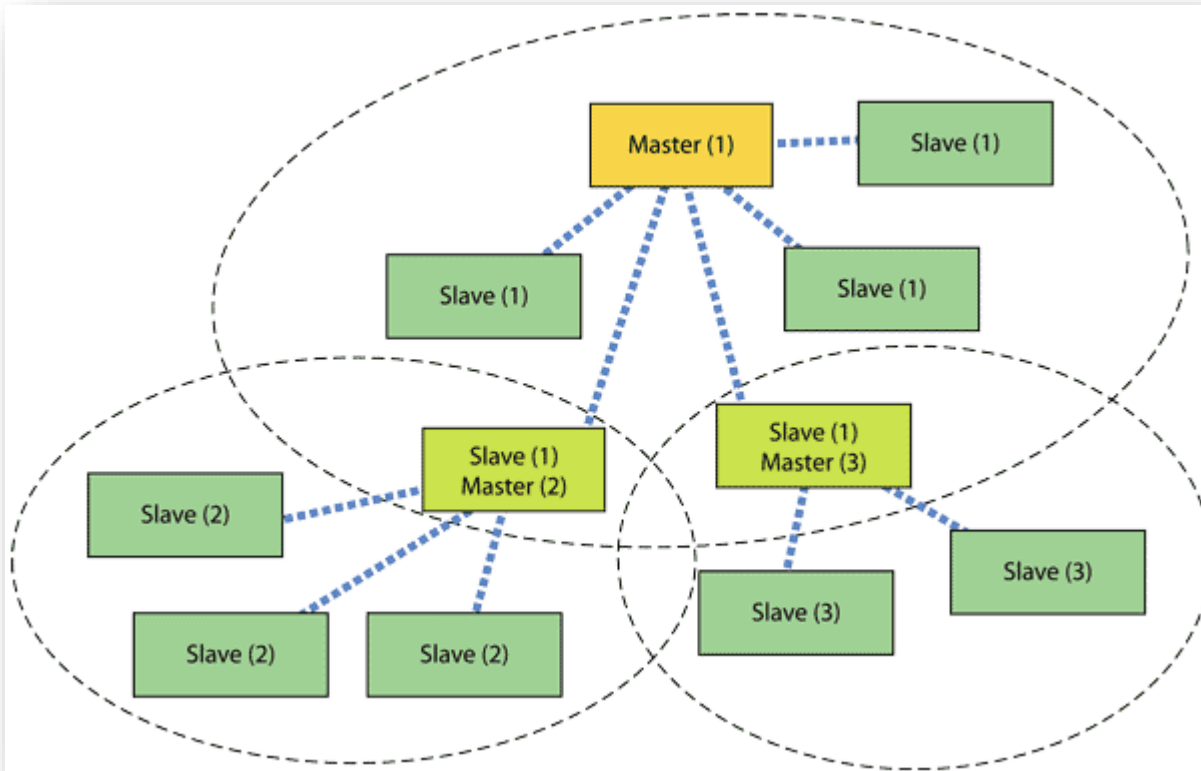 Master (1)
Slave (1)
Slave (1)
Slave (1)
Slave (1)
Master (2)
Slave (1)
Master (3)
Slave (2)
Slave (3)
Slave (3)
Slave (2)
Slave (2)